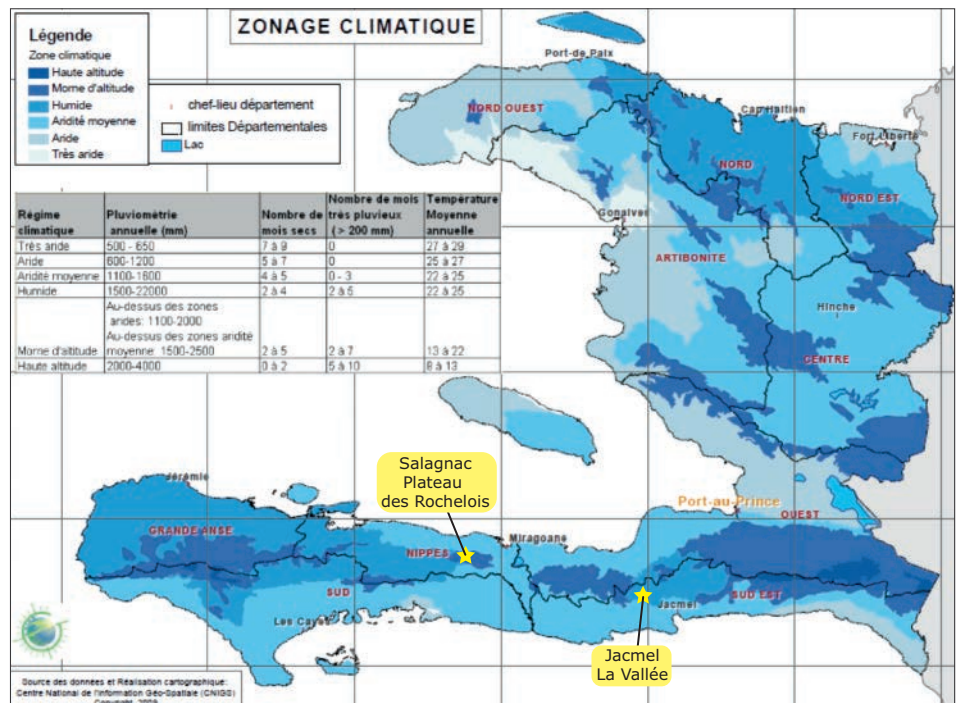 ZONAGE CLIMATIQUE
Légende
Zone climatique
Haute altitude
Morne d'altitude
Humide
Aridité moyenne
Aride
Très aride
chef-lieu département
limites Départementales
Lac
Régime climatique
Pluviométrie annuelle (mm)
Nombre de mois secs
Nombre de mois très pluvieux (> 200 mm)
Température Moyenne annuelle
Très aride 500 - 650 7 à 9 0 27 à 29
Aride 600-1200 5 à 7 0 25 à 27
Aridité moyenne 1100-1600 4 à 5 0 - 3 22 à 25
Humide 1500-22000 2 à 4 2 à 6 22 à 25
Au-dessus des zones
arides: 1100-2000
Au-dessus des zones aridité
Morne d'altitude moyenne: 1500-2500 2 à 5 2 à 7 13 à 22
Haute altitude 2000-4000 0 à 2 5 à 10 8 à 13
Port-de-Paix
NORD OUEST
Cap-Haïtien
Fort Liberté
NORD
NORD EST
Gonaives
ARTIBONITE
Hinche
CENTRE
Salagnac
Plateau
des Rochelois
Jérémie
Port-au-Prince
OUEST
GRANDE ANSE
Miragoane
NIPPES
SUD
SUD EST
Jacmel
Les Cayes
Jacmel
La Vallée
Source des données et Réalisation cartographique:
Centre National de l'Information Géo-Spatiale (CNIGS)
Copyright 2009